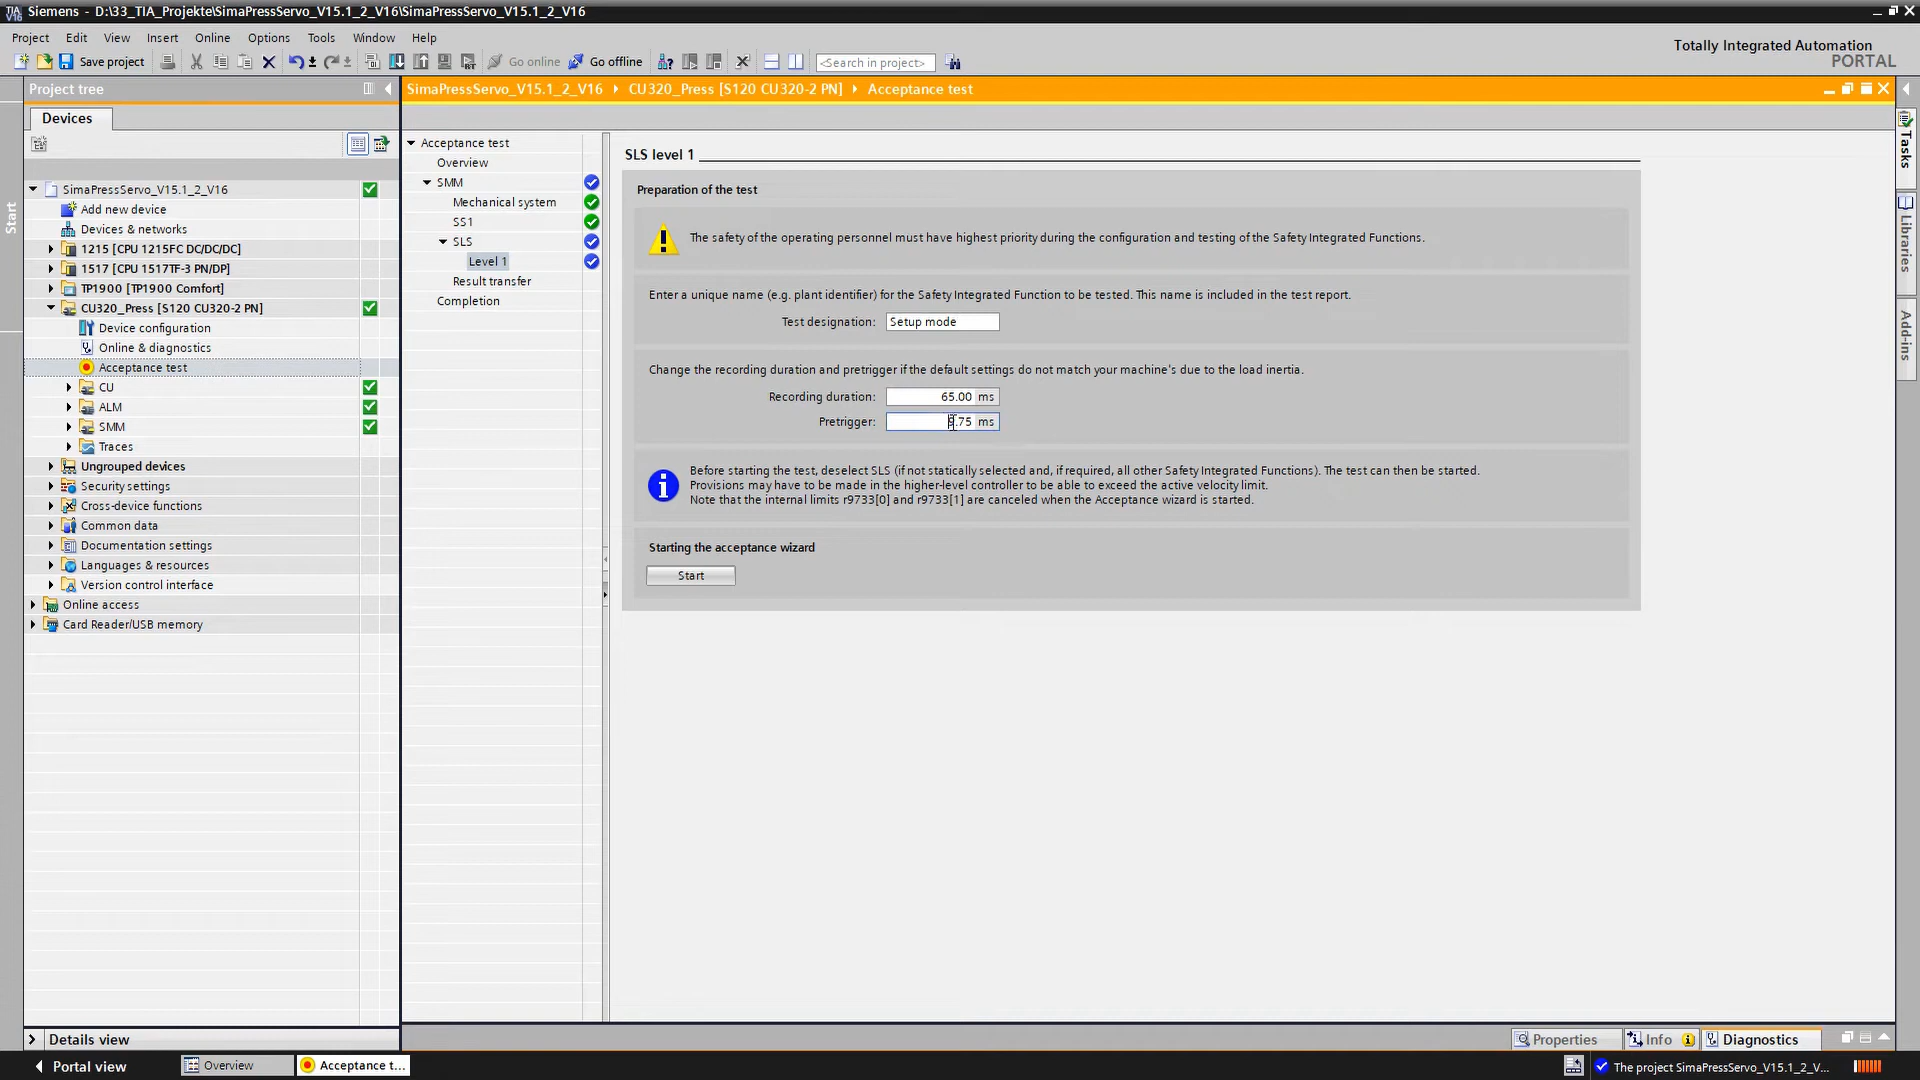 Siemens - D:\33_TIA_Projekte\SimaPressServo_V15.1_2_V16\SimaPressServo_V15.1_2_V16
Project Edit View Insert Online Options Tools Window Help
Totally Integrated Automation
PORTAL
Save project
Go online
Go offline
<Search in project>
Project tree
SimaPressServo_V15.1_2_V16 CU320_Press [S120 CU320-2 PN] Acceptance test
Devices
Start
SimaPressServo_V15.1_2_V16
Add new device
Devices & networks
1215 [CPU 1215FC DC/DC/DC]
1517 [CPU 1517TF-3 PN/DP]
TP1900 [TP1900 Comfort]
CU320_Press [S120 CU320-2 PN]
Device configuration
Online & diagnostics
Acceptance test
CU
ALM
SMM
Traces
Ungrouped devices
Security settings
Cross-device functions
Common data
Documentation settings
Languages & resources
Version control interface
Online access
Card Reader/USB memory
Acceptance test
Overview
SMM
Mechanical system
SS1
SLS
Level 1
Result transfer
Completion
SLS level 1
Preparation of the test
The safety of the operating personnel must have highest priority during the configuration and testing of the Safety Integrated Functions.
Enter a unique name (e.g. plant identifier) for the Safety Integrated Function to be tested. This name is included in the test report.
Test designation: Setup mode
Change the recording duration and pretrigger if the default settings do not match your machine's due to the load inertia.
Recording duration: 65.00 ms
Pretrigger: 9.75 ms
Before starting the test, deselect SLS (if not statically selected and, if required, all other Safety Integrated Functions). The test can then be started.
Provisions may have to be made in the higher-level controller to be able to exceed the active velocity limit.
Note that the internal limits r9733[0] and r9733[1] are canceled when the Acceptance wizard is started.
Starting the acceptance wizard
Start
Tasks
Libraries
Add-ins
Details view
Properties
Info
Diagnostics
Portal view
Overview
Acceptance t...
The project SimaPressServo_V15.1_2_V...